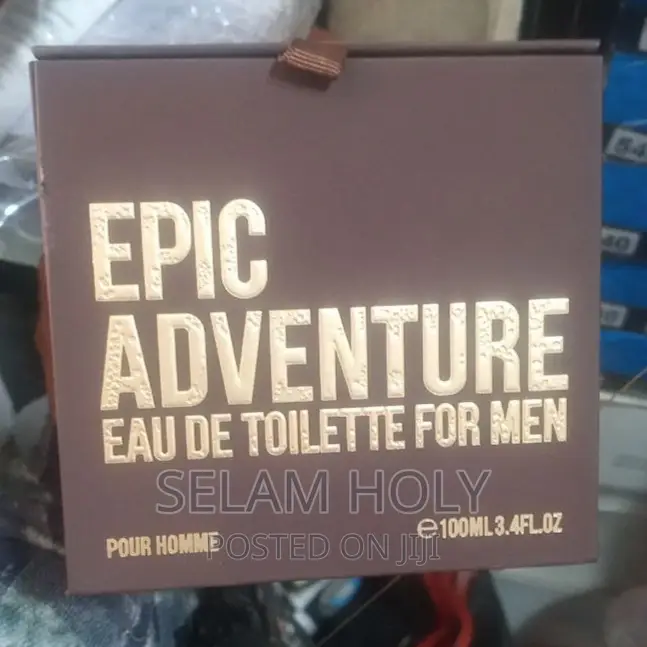 EPIC
ADVENTURE
EAU DE TOILETTE FOR MEN
SELAM HOLY
POUR HOMME
℮100ML 3.4FL.OZ
POSTED ON JIJI